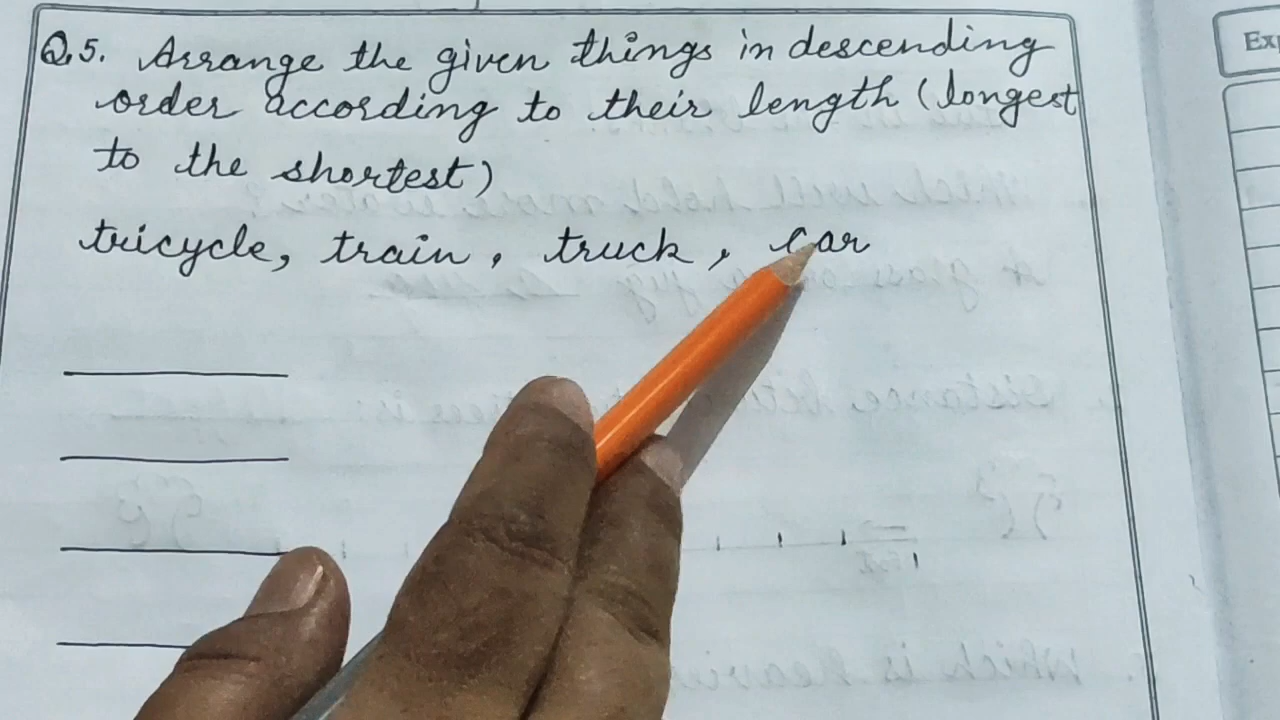 Q.5. Arrange the given things in descending
order according to their length (longest
to the shortest)
tricycle, train, truck, car